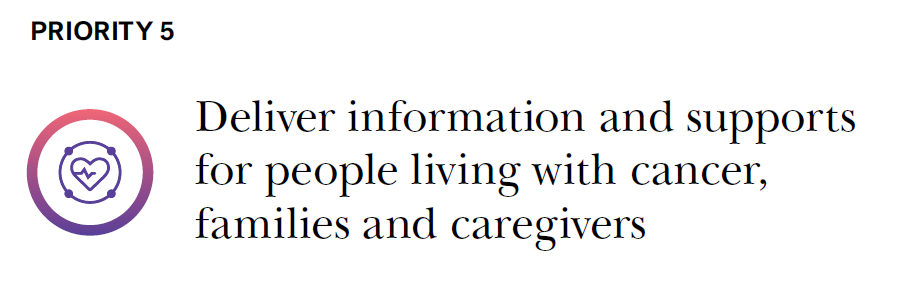 PRIORITY 5
Deliver information and supports
for people living with cancer,
families and caregivers